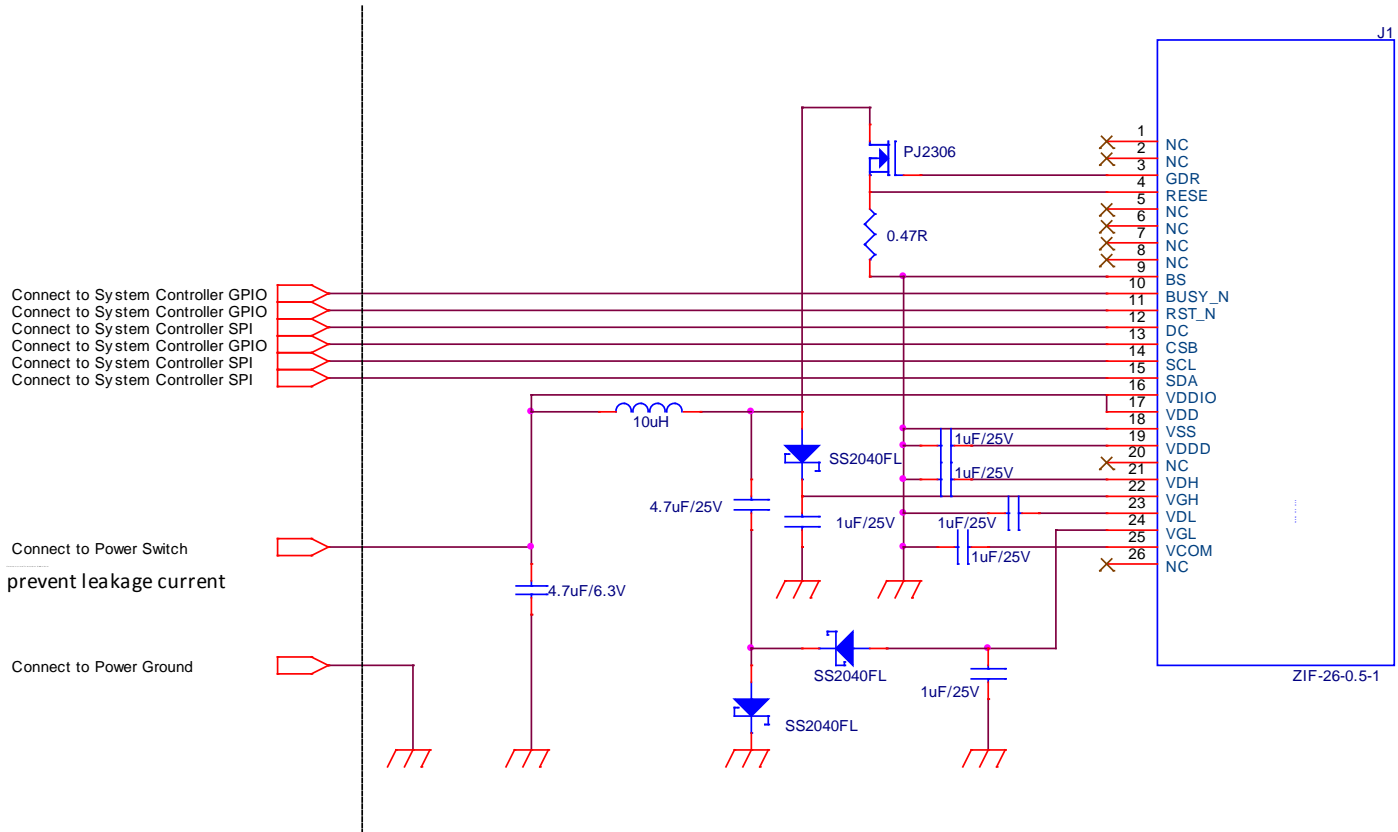 J1
1
NC
2
NC
3
GDR
4
RESE
5
NC
6
NC
7
NC
8
NC
9
BS
10
BUSY_N
11
RST_N
12
DC
13
CSB
14
SCL
15
SDA
16
VDDIO
17
VDD
18
VSS
19
VDDD
20
NC
21
VDH
22
VGH
23
VDL
24
VGL
25
VCOM
26
NC
ZIF-26-0.5-1
PJ2306
0.47R
Connect to System Controller GPIO
Connect to System Controller GPIO
Connect to System Controller SPI
Connect to System Controller GPIO
Connect to System Controller SPI
Connect to System Controller SPI
10uH
1uF/25V
SS2040FL
1uF/25V
4.7uF/25V
1uF/25V
1uF/25V
1uF/25V
Connect to Power Switch
prevent leakage current
4.7uF/6.3V
Connect to Power Ground
SS2040FL
1uF/25V
SS2040FL